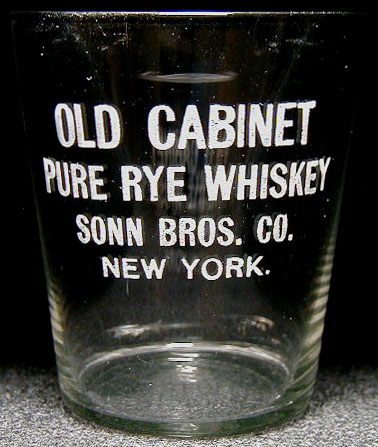 OLD CABINET
PURE RYE WHISKEY
SONN BROS. CO.
NEW YORK.